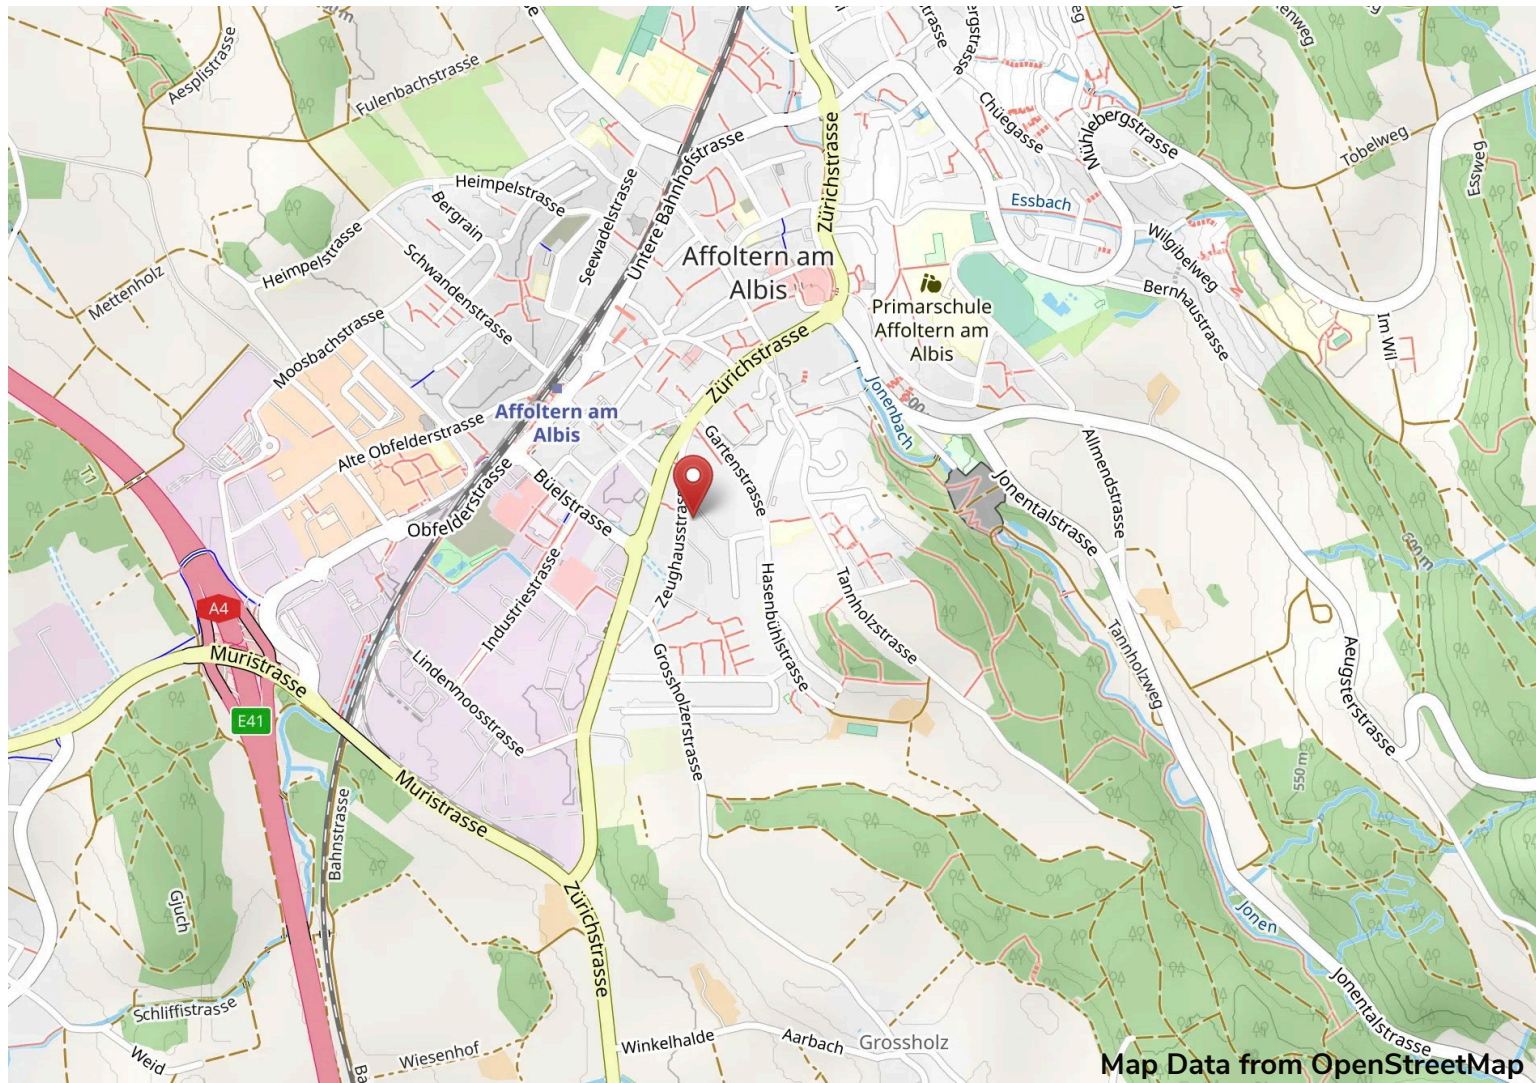 Aesplistrasse
Fulenbachstrasse
Heimpelstrasse
Bergrain
Seewadelstrasse
Untere Bahnhofstrasse
Zürichstrasse
Chüegasse
Mühlebergstrasse
Tobelweg
Essweg
Essbach
Wilgibelweg
Bernhaustrasse
Im Wil
Mettenholz
Heimpelstrasse
Schwandenstrasse
Moosbachstrasse
Affoltern am
Albis
Primarschule
Affoltern am
Albis
Zürichstrasse
Jonenbach
Affoltern am
Albis
Alte Obfelderstrasse
Obfelderstrasse
Büelstrasse
Gartenstrasse
Zeughausstrasse
Jonentalstrasse
Allmendstrasse
600 m
T1
A4
Muristrasse
E41
Industriestrasse
Lindenmoosstrasse
Grossholzerstrasse
Hasenbühlstrasse
Tannholzstrasse
Tannholzweg
Aeugsterstrasse
550 m
Muristrasse
Bahnstrasse
Gjuch
Zürichstrasse
Jonen
Jonentalstrasse
Schliffistrasse
Weid
Wiesenhof
Winkelhalde
Aarbach
Grossholz
Map Data from OpenStreetMap